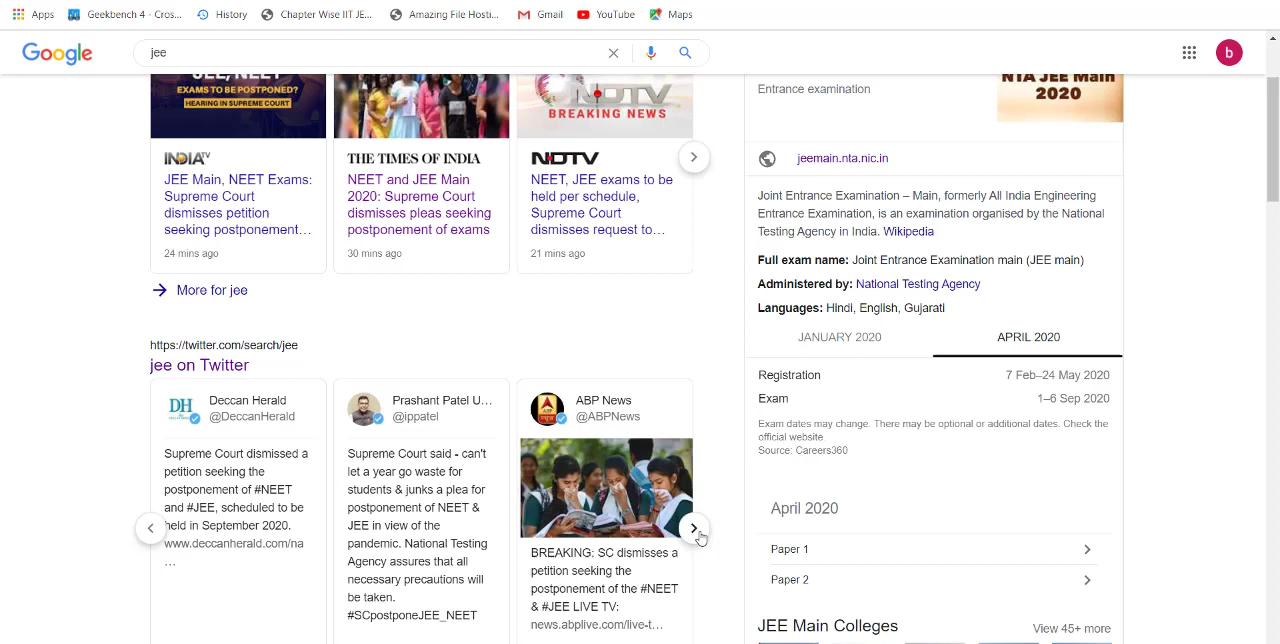 Apps Geekbench 4 - Cros... History Chapter Wise IIT JE... Amazing File Hosti... Gmail YouTube Maps
Google jee b
JEE, NEET
EXAMS TO BE POSTPONED?
HEARING IN SUPREME COURT
NDTV
BREAKING NEWS
INDIA TV
JEE Main, NEET Exams:
Supreme Court
dismisses petition
seeking postponement...
24 mins ago
THE TIMES OF INDIA
NEET and JEE Main
2020: Supreme Court
dismisses pleas seeking
postponement of exams
30 mins ago
NDTV
NEET, JEE exams to be
held per schedule,
Supreme Court
dismisses request to...
21 mins ago
More for jee
https://twitter.com/search/jee
jee on Twitter
DH
Deccan Herald
@DeccanHerald
Supreme Court dismissed a
petition seeking the
postponement of #NEET
and #JEE, scheduled to be
held in September 2020.
www.deccanherald.com/na
...
Prashant Patel U...
@ippatel
Supreme Court said - can't
let a year go waste for
students & junks a plea for
postponement of NEET &
JEE in view of the
pandemic. National Testing
Agency assures that all
necessary precautions will
be taken.
#SCpostponeJEE_NEET
ABP News
@ABPNews
BREAKING: SC dismisses a
petition seeking the
postponement of the #NEET
& #JEE LIVE TV:
news.abplive.com/live-t...
Entrance examination
NTA JEE Main
2020
jeemain.nta.nic.in
Joint Entrance Examination – Main, formerly All India Engineering
Entrance Examination, is an examination organised by the National
Testing Agency in India. Wikipedia
Full exam name: Joint Entrance Examination main (JEE main)
Administered by: National Testing Agency
Languages: Hindi, English, Gujarati
JANUARY 2020 APRIL 2020
Registration 7 Feb–24 May 2020
Exam 1–6 Sep 2020
Exam dates may change. There may be optional or additional dates. Check the
official website
Source: Careers360
April 2020
Paper 1
Paper 2
JEE Main Colleges View 45+ more